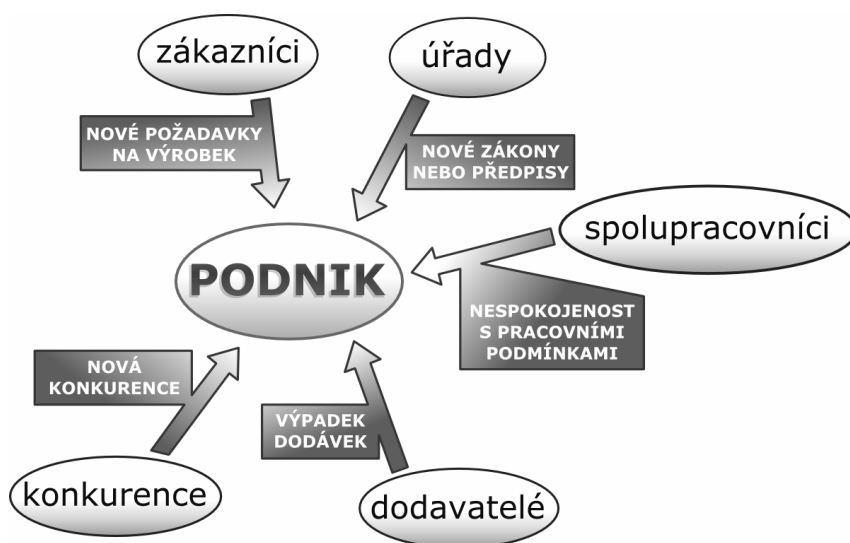 zákazníci
úřady
NOVÉ POŽADAVKY
NA VÝROBEK
NOVÉ ZÁKONY
NEBO PŘEDPISY
spolupracovníci
PODNIK
NESPOKOJENOST
S PRACOVNÍMI
PODMÍNKAMI
NOVÁ
KONKURENCE
VÝPADEK
DODÁVEK
konkurence
dodavatelé